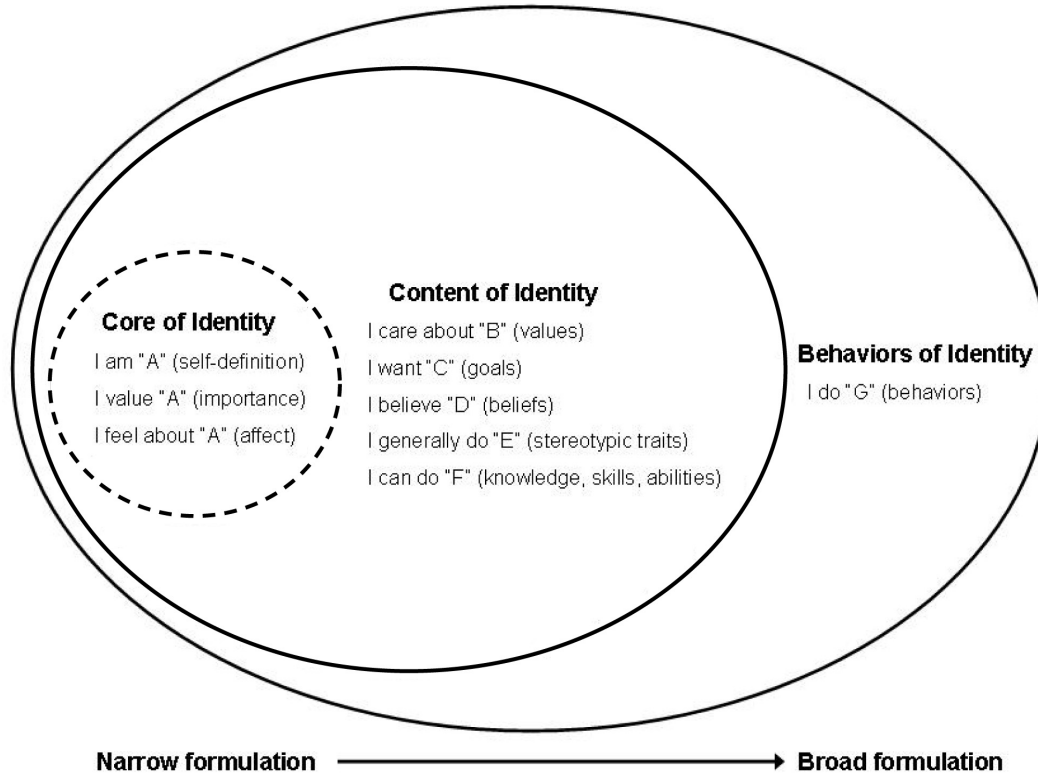 Core of Identity
I am "A" (self-definition)
I value "A" (importance)
I feel about "A" (affect)
Content of Identity
I care about "B" (values)
I want "C" (goals)
I believe "D" (beliefs)
I generally do "E" (stereotypic traits)
I can do "F" (knowledge, skills, abilities)
Behaviors of Identity
I do "G" (behaviors)
Narrow formulation
Broad formulation